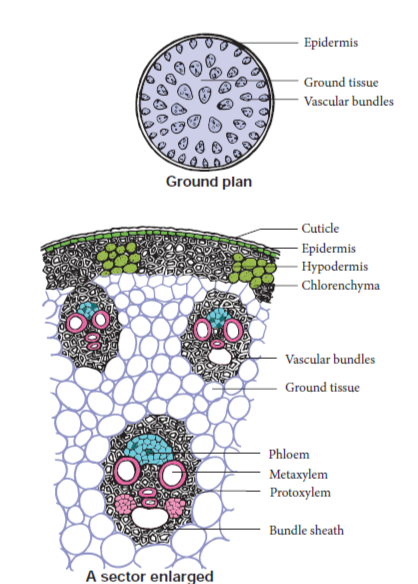 Epidermis
Ground tissue
Vascular bundles
Ground plan
Cuticle
Epidermis
Hypodermis
Chlorenchyma
Vascular bundles
Ground tissue
Phloem
Metaxylem
Protoxylem
Bundle sheath
A sector enlarged